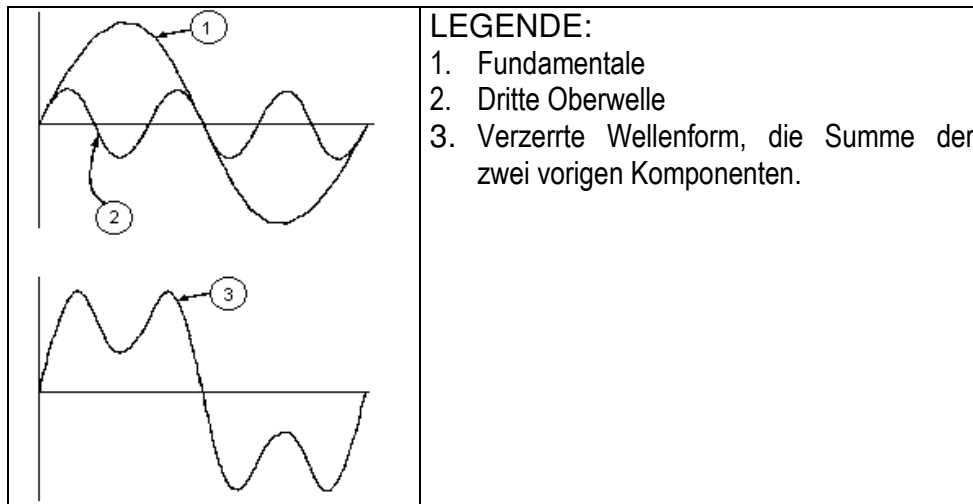 1
2
3
LEGENDE:
1. Fundamentale
2. Dritte Oberwelle
3. Verzerrte Wellenform, die Summe der
zwei vorigen Komponenten.